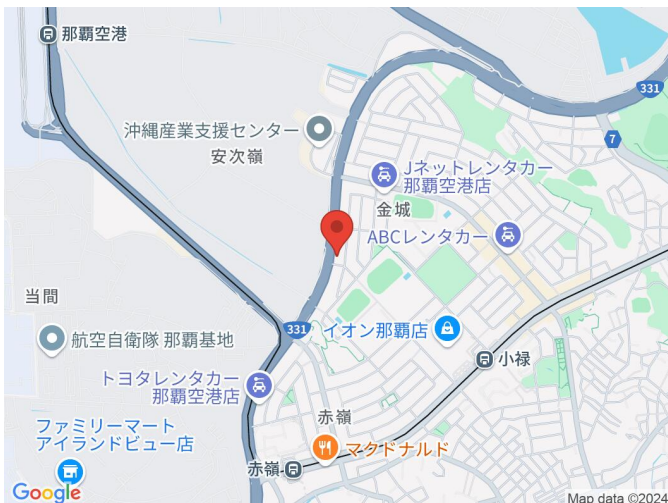 那覇空港
331
7
沖縄産業支援センター
安次嶺
Jネットレンタカー
那覇空港店
金城
ABCレンタカー
当間
航空自衛隊 那覇基地
331
イオン那覇店
小禄
トヨタレンタカー
那覇空港店
赤嶺
ファミリーマート
アイランドビュー店
マクドナルド
赤嶺
Google
Map data ©2024